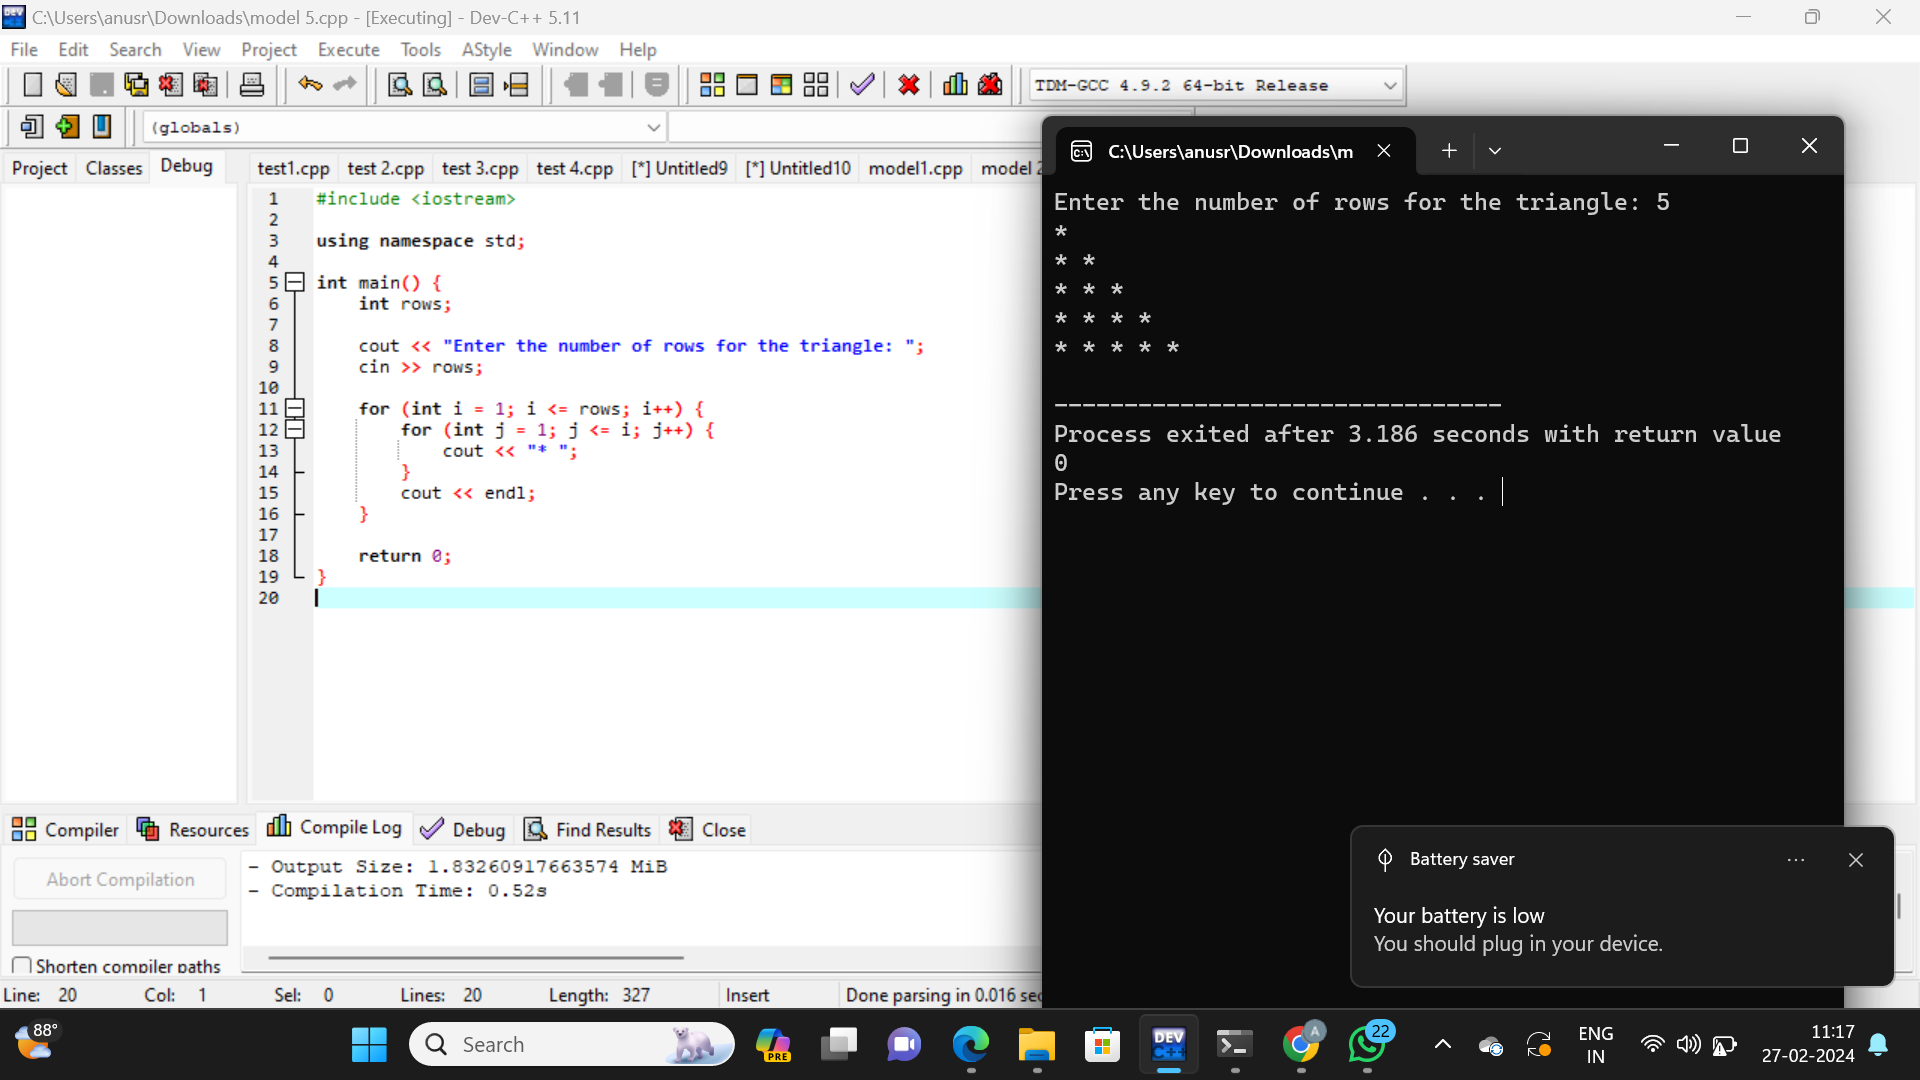 C:\Users\anusr\Downloads\model 5.cpp - [Executing] - Dev-C++ 5.11
File Edit Search View Project Execute Tools AStyle Window Help
TDM-GCC 4.9.2 64-bit Release
(globals)
Project Classes Debug
test1.cpp test 2.cpp test 3.cpp test 4.cpp [*] Untitled9 [*] Untitled10 model1.cpp model 2
1 #include <iostream>
2
3 using namespace std;
4
5 int main() {
6 int rows;
7
8 cout << "Enter the number of rows for the triangle: ";
9 cin >> rows;
10
11 for (int i = 1; i <= rows; i++) {
12 for (int j = 1; j <= i; j++) {
13 cout << "* ";
14 }
15 cout << endl;
16 }
17
18 return 0;
19 }
20
C:\Users\anusr\Downloads\m
Enter the number of rows for the triangle: 5
*
* *
* * *
* * * *
* * * * *
--------------------------------
Process exited after 3.186 seconds with return value
0
Press any key to continue . . .
Compiler Resources Compile Log Debug Find Results Close
Abort Compilation
Shorten compiler paths
- Output Size: 1.83260917663574 MiB
- Compilation Time: 0.52s
Battery saver
Your battery is low
You should plug in your device.
Line: 20 Col: 1 Sel: 0 Lines: 20 Length: 327 Insert Done parsing in 0.016 sec
88°
Search
PRE
DEV
C++
A
22
ENG
IN
11:17
27-02-2024